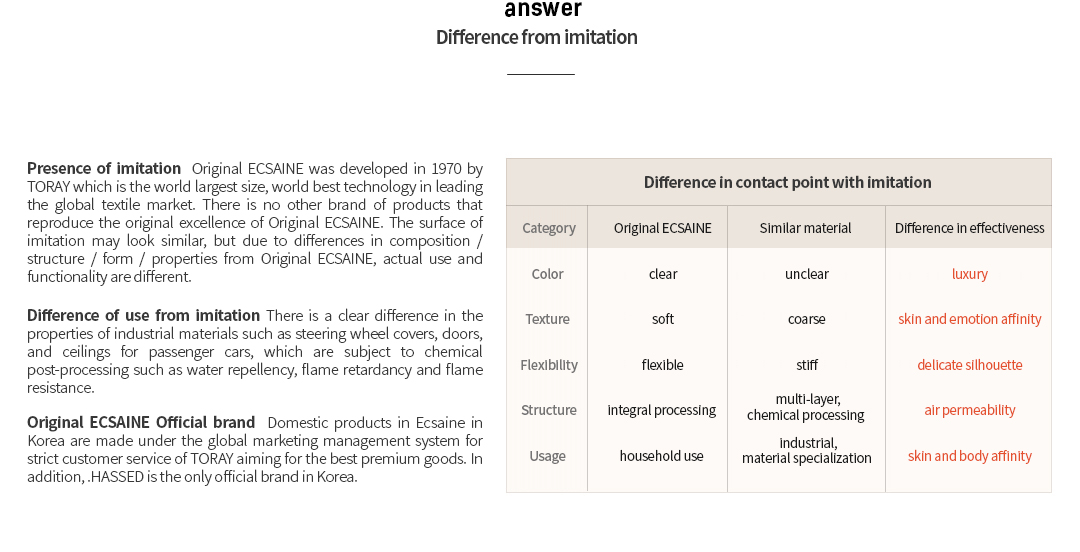 answer
Difference from imitation
Presence of imitation Original ECSAINE was developed in 1970 by
TORAY which is the world largest size, world best technology in leading
the global textile market. There is no other brand of products that
reproduce the original excellence of Original ECSAINE. The surface of
imitation may look similar, but due to differences in composition /
structure / form / properties from Original ECSAINE, actual use and
functionality are different.
Difference of use from imitation There is a clear difference in the
properties of industrial materials such as steering wheel covers, doors,
and ceilings for passenger cars, which are subject to chemical
post-processing such as water repellency, flame retardancy and flame
resistance.
Original ECSAINE Official brand Domestic products in Ecsaine in
Korea are made under the global marketing management system for
strict customer service of TORAY aiming for the best premium goods. In
addition, .HASSED is the only official brand in Korea.
Difference in contact point with imitation
Category Original ECSAINE Similar material Difference in effectiveness
Color clear unclear luxury
Texture soft coarse skin and emotion affinity
Flexibility flexible stiff delicate silhouette
Structure integral processing multi-layer, air permeability
chemical processing
Usage household use industrial, skin and body affinity
material specialization